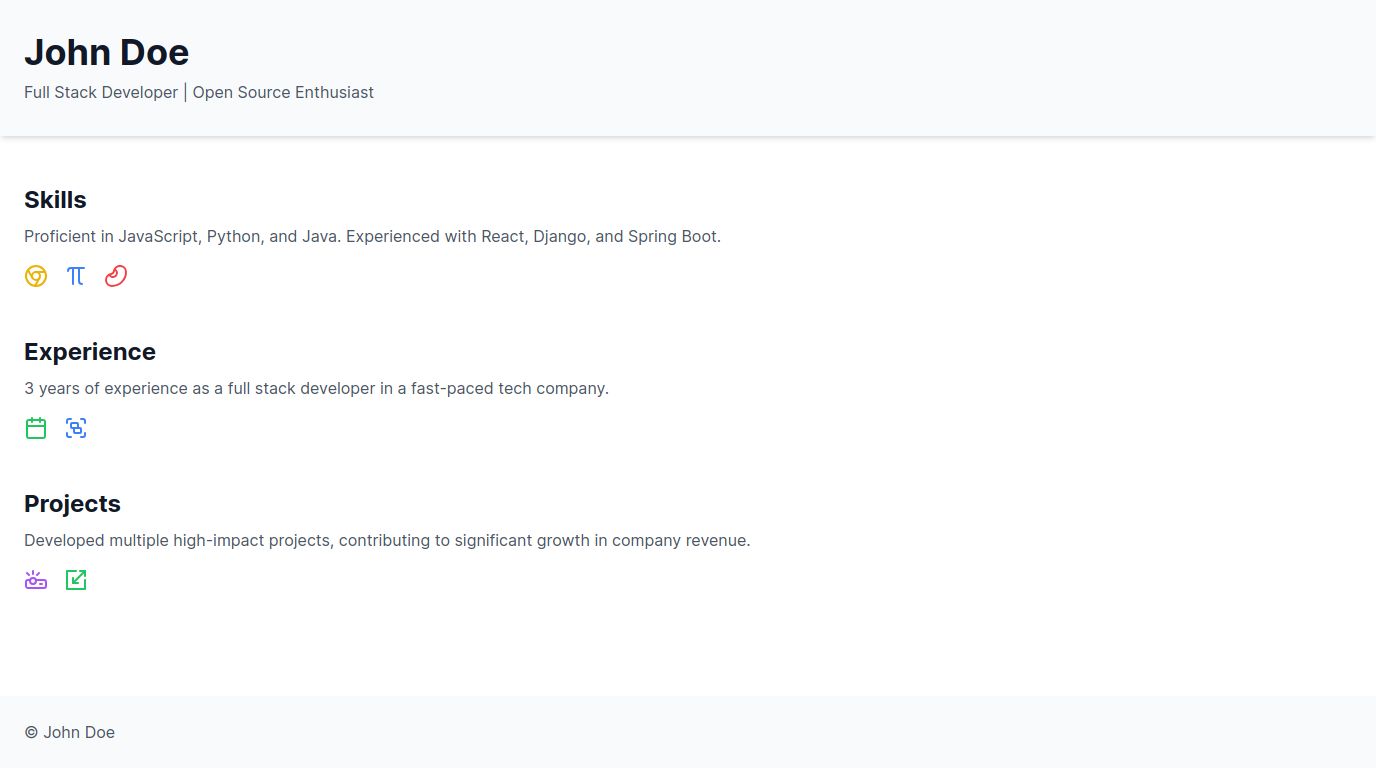 John Doe
Full Stack Developer | Open Source Enthusiast
Skills
Proficient in JavaScript, Python, and Java. Experienced with React, Django, and Spring Boot.
Experience
3 years of experience as a full stack developer in a fast-paced tech company.
Projects
Developed multiple high-impact projects, contributing to significant growth in company revenue.
© John Doe